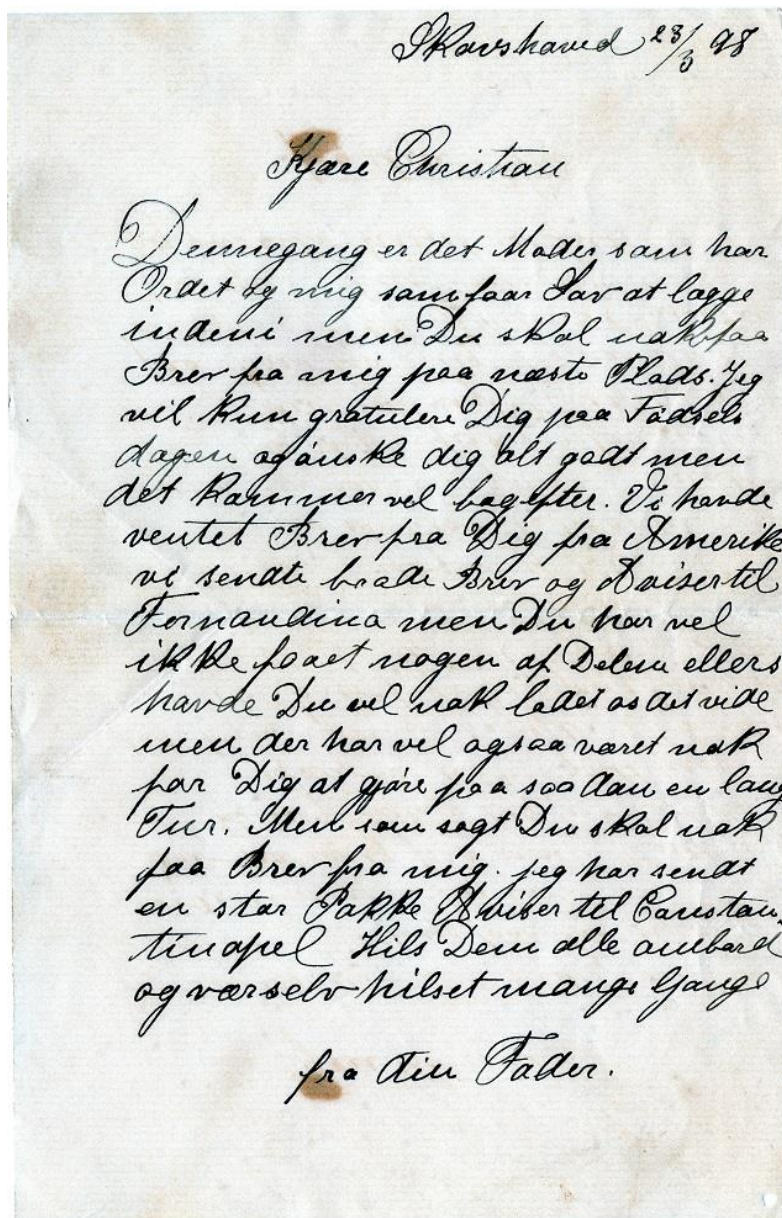 Skovshoved 23/3 98
Kjære Christian
Dennegang er det Moder som har
Ordet og mig som faar Lov at lægge
indeni men Du skal nok faa
Brev fra mig paa næste Plads. Jeg
vil kun gratulere Dig paa Fødsels
dagen og ønske dig alt godt men
det kommer vel bagefter. Vi havde
ventet Brev fra Dig fra Amerika
vi sendte baade Brev og Aviser til
Fernandina men Du har vel
ikke faaet nogen af Delene ellers
havde Du vel nok ladet os det vide
men der har vel ogsaa været nok
for Dig at gjøre paa saadan en lang
Tur. Men som sagt Du skal nok
faa Brev fra mig. jeg har sendt
en stor Pakke Aviser til Constan-
tinopel Hils Dem alle ombord
og vær selv hilset mange Gange
fra din Fader.